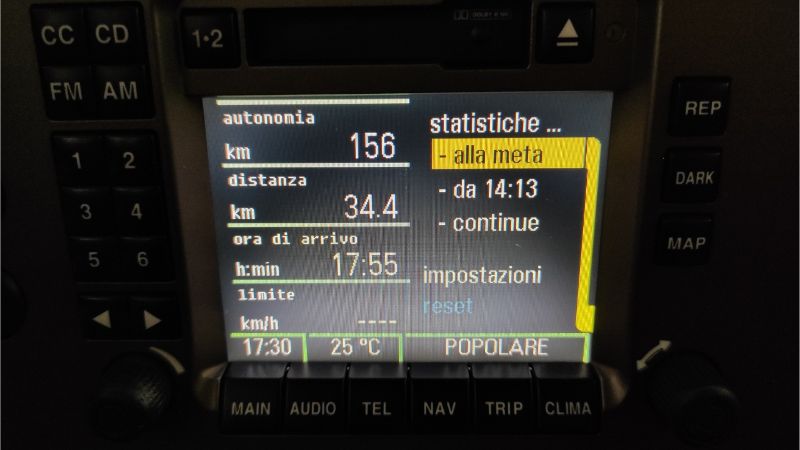 CC CD
1•2
DOLBY B NR
FM AM
1 2
3 4
5 6
REP
DARK
MAP
autonomia
km 156
distanza
km 34.4
ora di arrivo
h:min 17:55
limite
km/h ----
statistiche ...
- alla meta
- da 14:13
- continue
impostazioni
reset
17:30 25 °C POPOLARE
MAIN AUDIO TEL NAV TRIP CLIMA